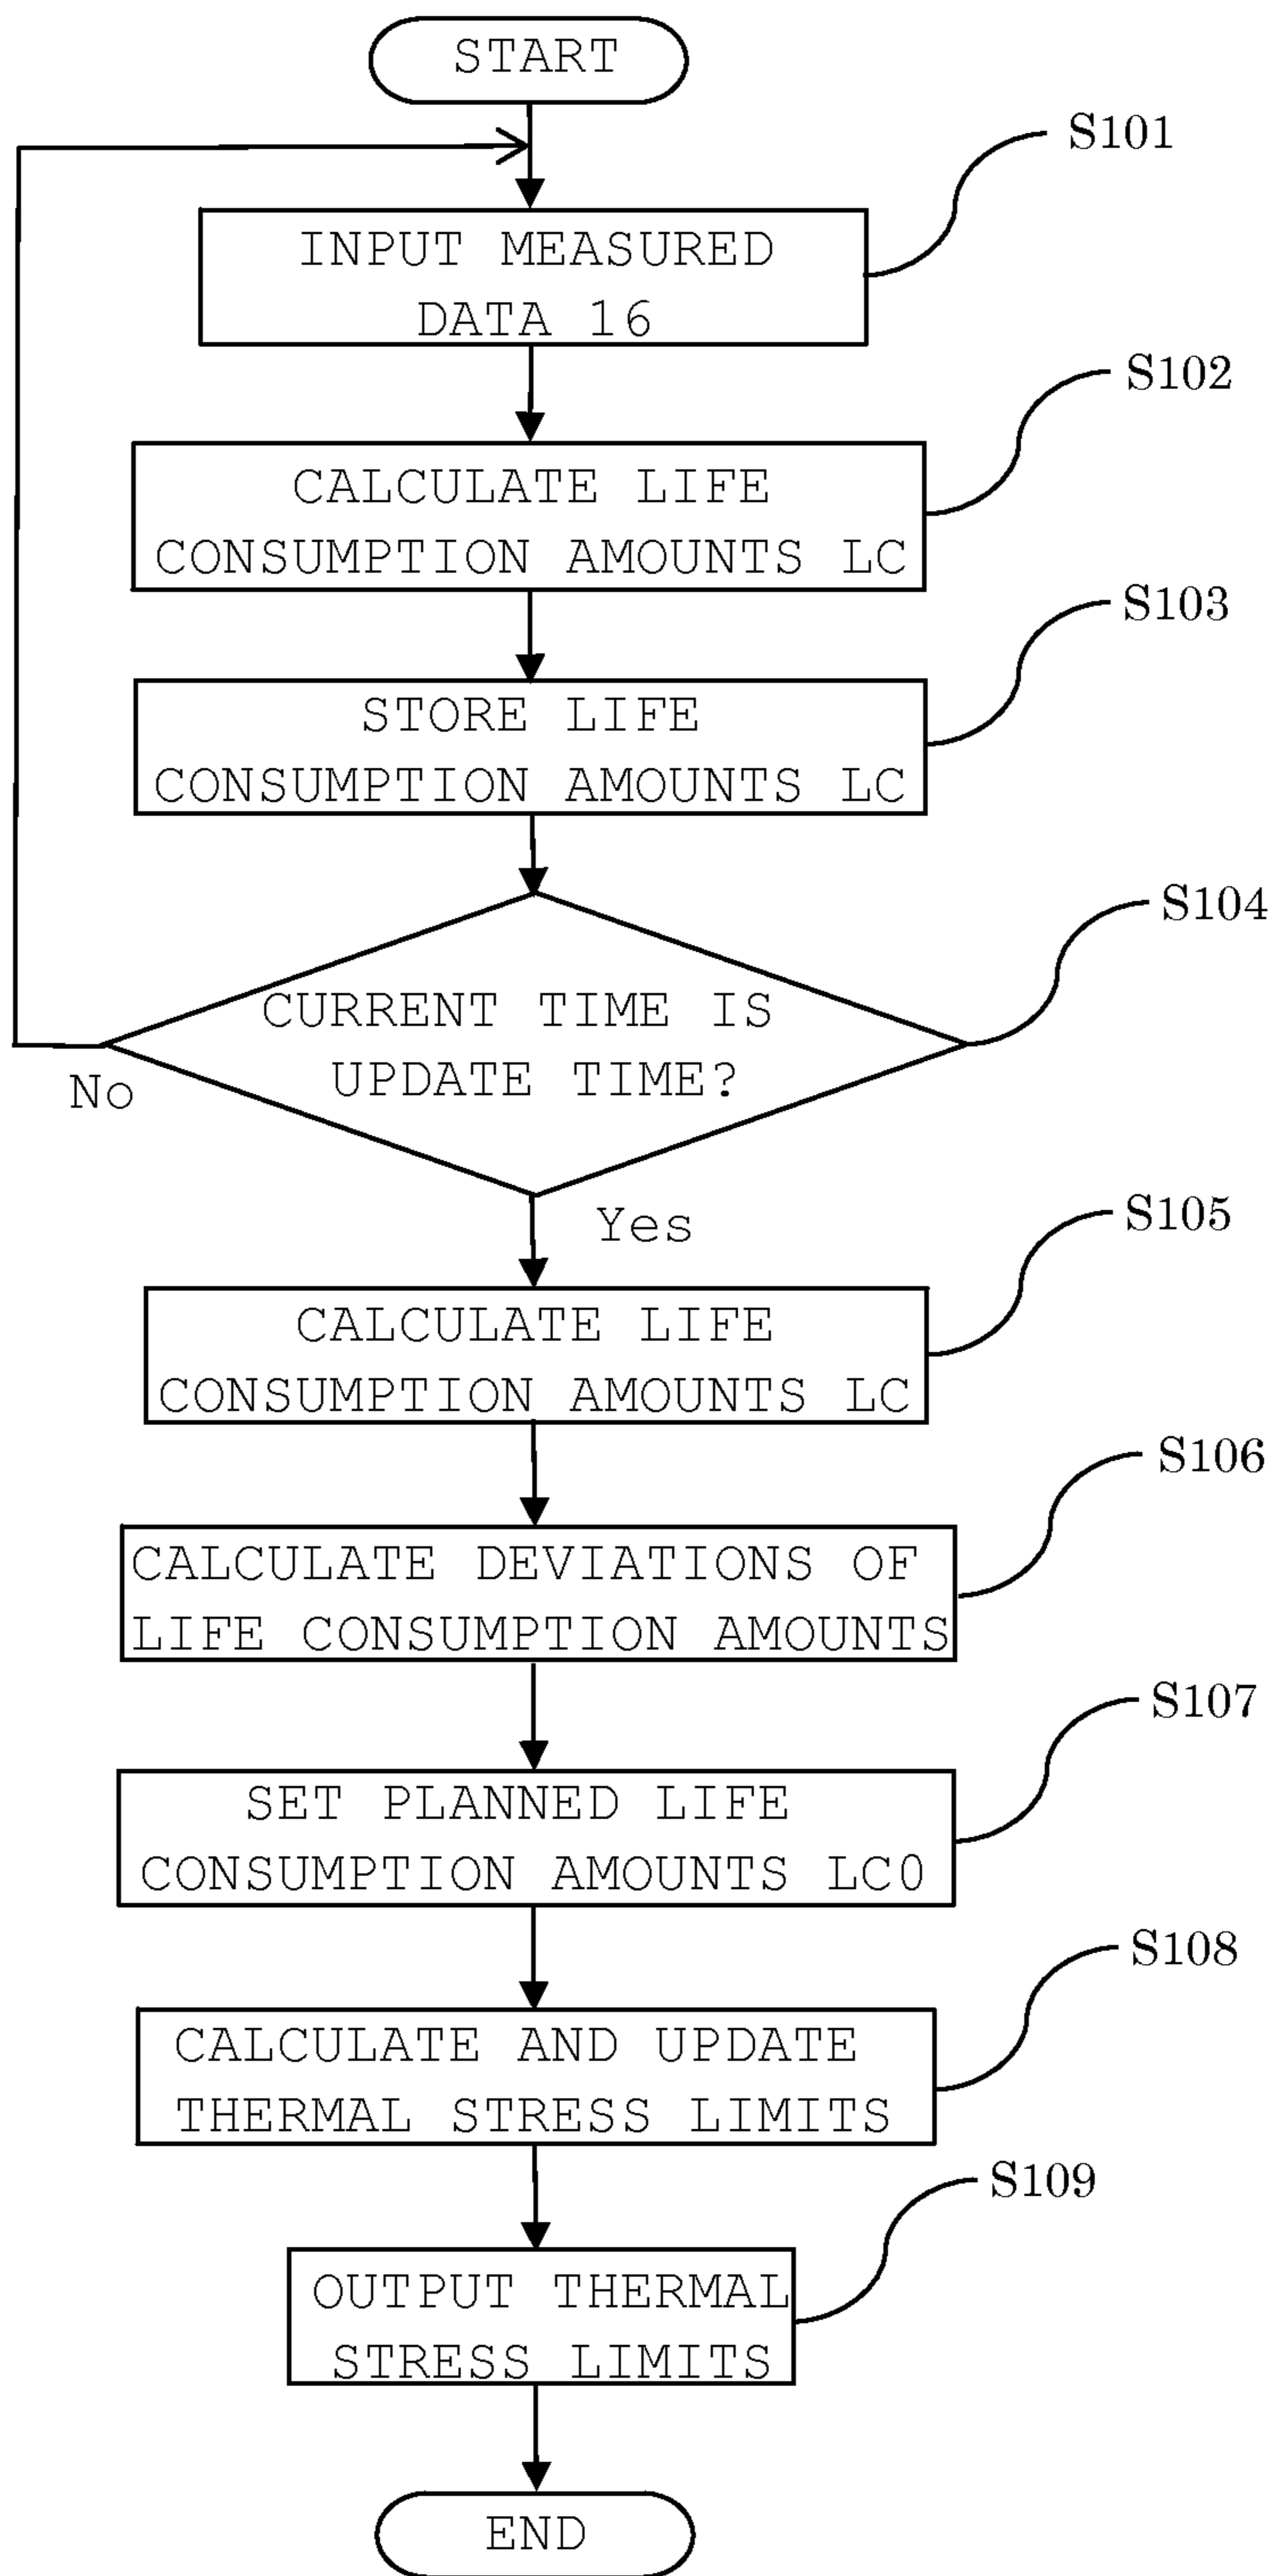 START
S101
INPUT MEASURED
DATA 16
S102
CALCULATE LIFE
CONSUMPTION AMOUNTS LC
S103
STORE LIFE
CONSUMPTION AMOUNTS LC
S104
CURRENT TIME IS
UPDATE TIME?
No
Yes
S105
CALCULATE LIFE
CONSUMPTION AMOUNTS LC
S106
CALCULATE DEVIATIONS OF
LIFE CONSUMPTION AMOUNTS
S107
SET PLANNED LIFE
CONSUMPTION AMOUNTS LC0
S108
CALCULATE AND UPDATE
THERMAL STRESS LIMITS
S109
OUTPUT THERMAL
STRESS LIMITS
END